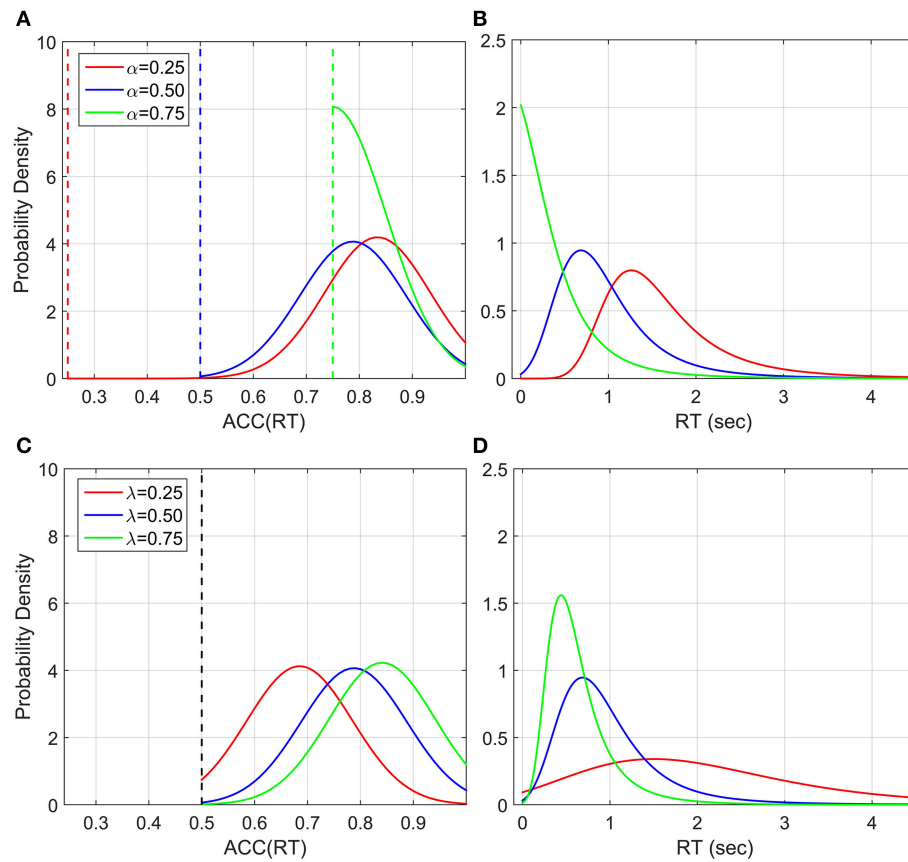 A
B
10
8
6
4
2
0
α=0.25
α=0.50
α=0.75
0.3 0.4 0.5 0.6 0.7 0.8 0.9
ACC(RT)
Probability Density
2.5
2
1.5
1
0.5
0
0 1 2 3 4
RT (sec)
C
D
10
8
6
4
2
0
λ=0.25
λ=0.50
λ=0.75
0.3 0.4 0.5 0.6 0.7 0.8 0.9
ACC(RT)
Probability Density
2.5
2
1.5
1
0.5
0
0 1 2 3 4
RT (sec)